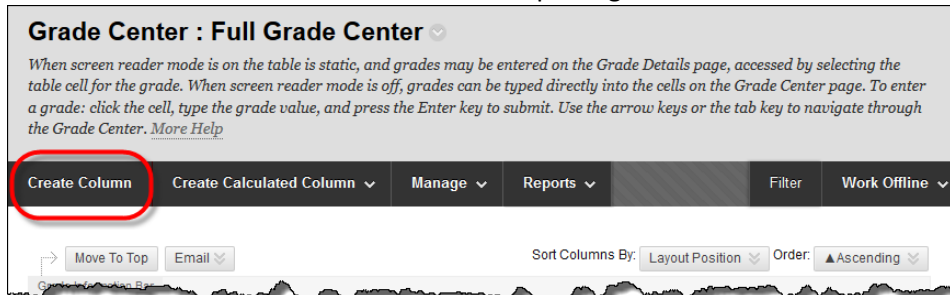 Grade Center : Full Grade Center
When screen reader mode is on the table is static, and grades may be entered on the Grade Details page, accessed by selecting the
table cell for the grade. When screen reader mode is off, grades can be typed directly into the cells on the Grade Center page. To enter
a grade: click the cell, type the grade value, and press the Enter key to submit. Use the arrow keys or the tab key to navigate through
the Grade Center. More Help
Create Column Create Calculated Column Manage Reports Filter Work Offline
Move To Top Email Sort Columns By: Layout Position Order: Ascending